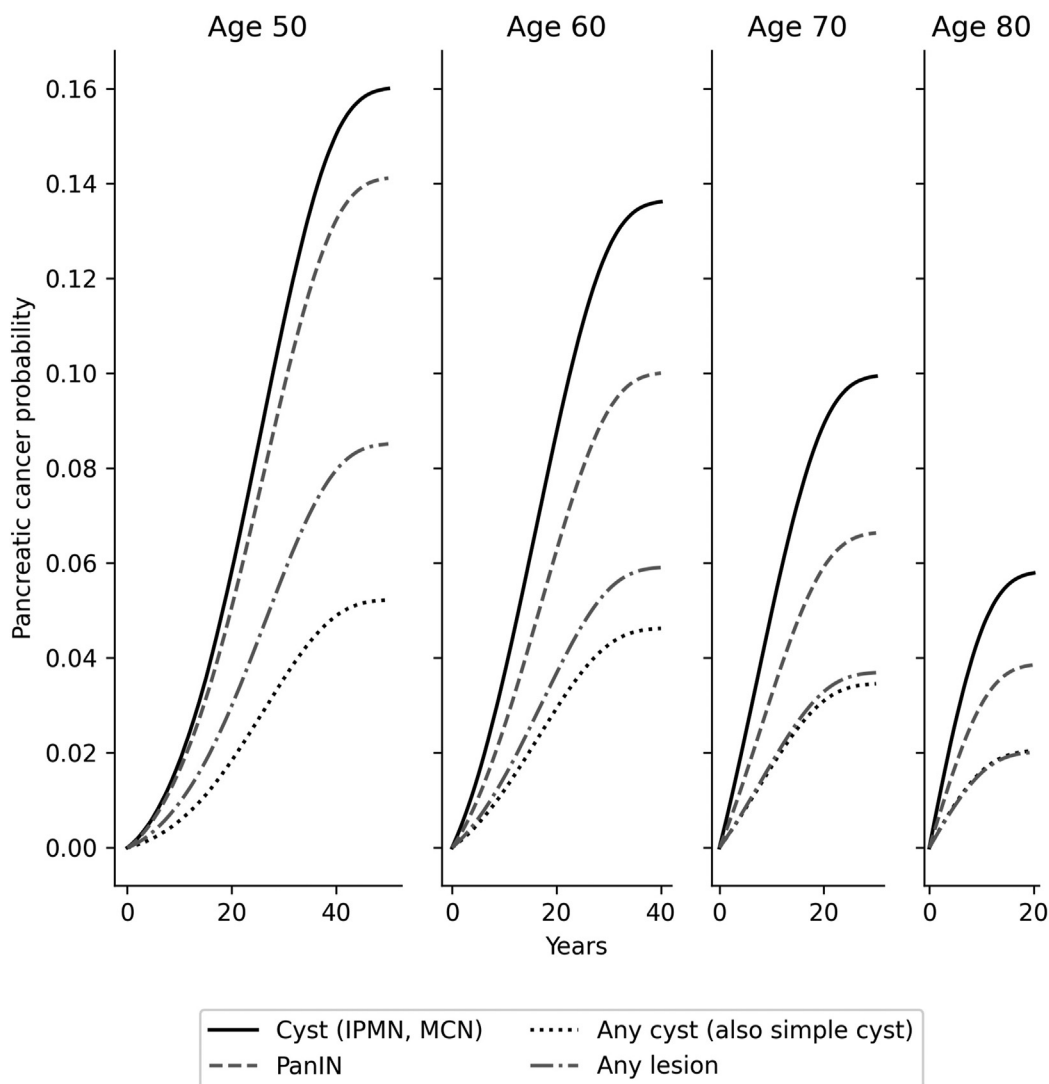 Age 50 Age 60 Age 70 Age 80
0.16
0.14
0.12
0.10
0.08
0.06
0.04
0.02
0.00
Pancreatic cancer probability
0 20 40 0 20 40 0 20 0 20
Years
Cyst (IPMN, MCN) Any cyst (also simple cyst)
PanIN Any lesion